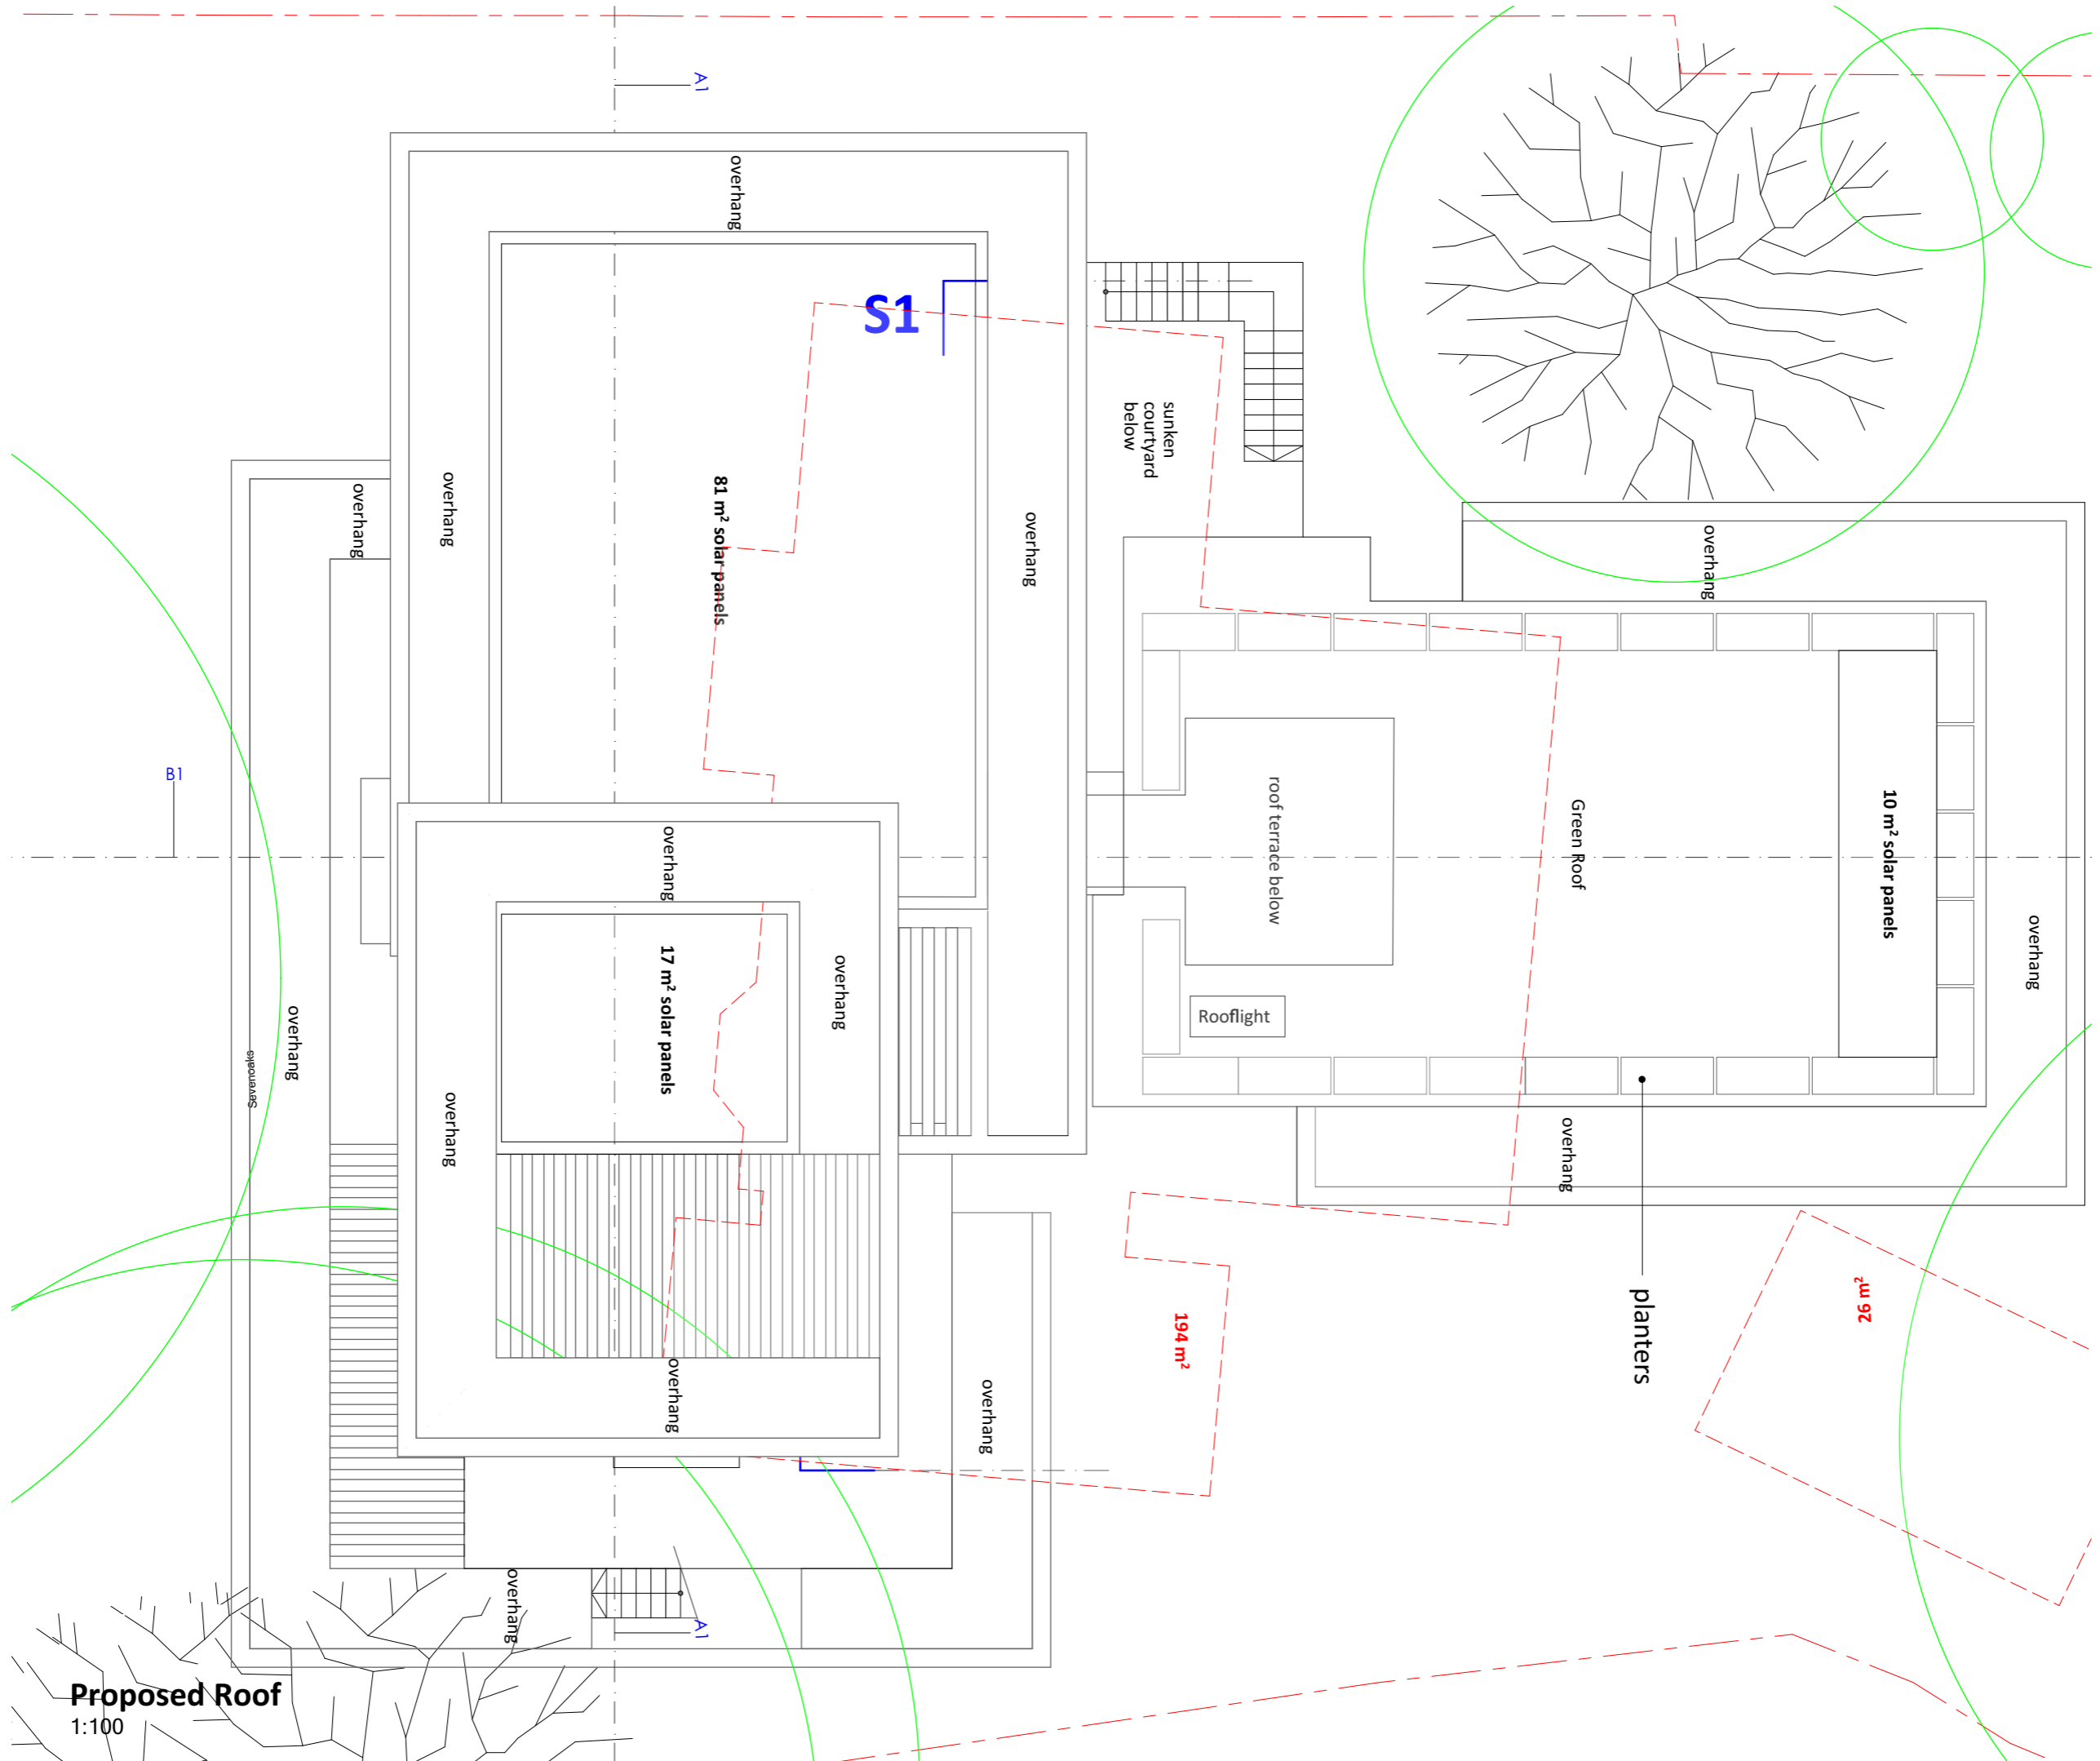 A1
overhang
S1
sunken
courtyard
below
overhang
overhang
overhang
81 m² solar panels
overhang
overhang
B1
roof terrace below
Green Roof
10 m² solar panels
overhang
overhang
17 m² solar panels
overhang
overhang
Rooflight
overhang
Sevenoaks
overhang
overhang
planters
194 m²
26 m²
overhang
overhang
overhang
A1
Proposed Roof
1:100